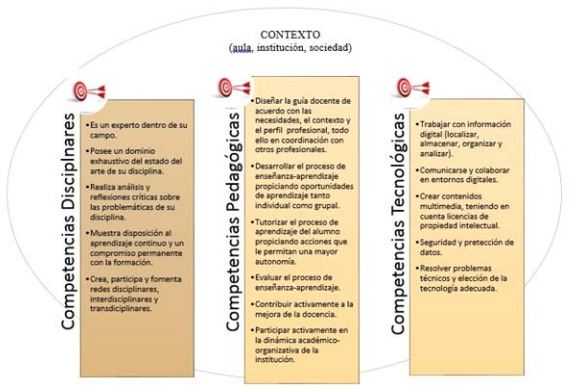 CONTEXTO
(aula, institución, sociedad)
Competencias Disciplnares
•Es un experto dentro de su
campo.
•Posee un dominio
exhaustivo del estado del
arte de su disciplina.
•Realiza análisis y
reflexiones críticas sobre
las problemáticas de su
disciplina.
•Muestra disposición al
aprendizaje continuo y un
compromiso permanente
con la formación.
•Crea, participa y fomenta
redes disciplinares,
interdisciplinares y
transdiciplinares.
Competencias Pedagógicas
•Diseñar la guía docente de
acuerdo con las
necesidades, el contexto y
el perfil profesional, todo
ello en coordinación con
otros profesionales.
•Desarrollar el proceso de
enseñanza-aprendizaje
propiciando oportunidades
de aprendizaje tanto
individual como grupal.
•Tutorizar el proceso de
aprendizaje del alumno
propiciando acciones que
le permitan una mayor
autonomía.
•Evaluar el proceso de
enseñanza-aprendizaje.
•Contribuir activamente a la
mejora de la docencia.
•Participar activamente en
la dinámica académico-
organizativa de la
institución.
Competencias Tecnológicas
•Trabajar con información
digital (localizar,
almacenar, organizar y
analizar).
•Comunicarse y colaborar
en entornos digitales.
•Crear contenidos
multimedia, teniendo en
cuenta licencias de
propiedad intelectual.
•Seguridad y pretección de
datos.
•Resolver problemas
técnicos y elección de la
tecnología adecuada.